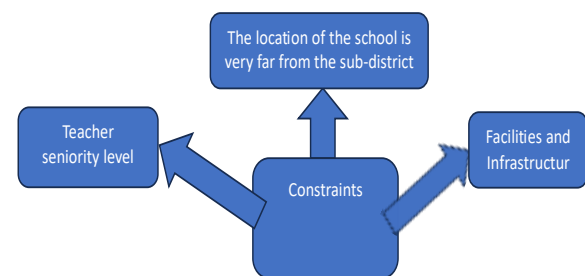 The location of the school is
very far from the sub-district
Teacher
seniority level
Facilities and
Infrastructur
Constraints